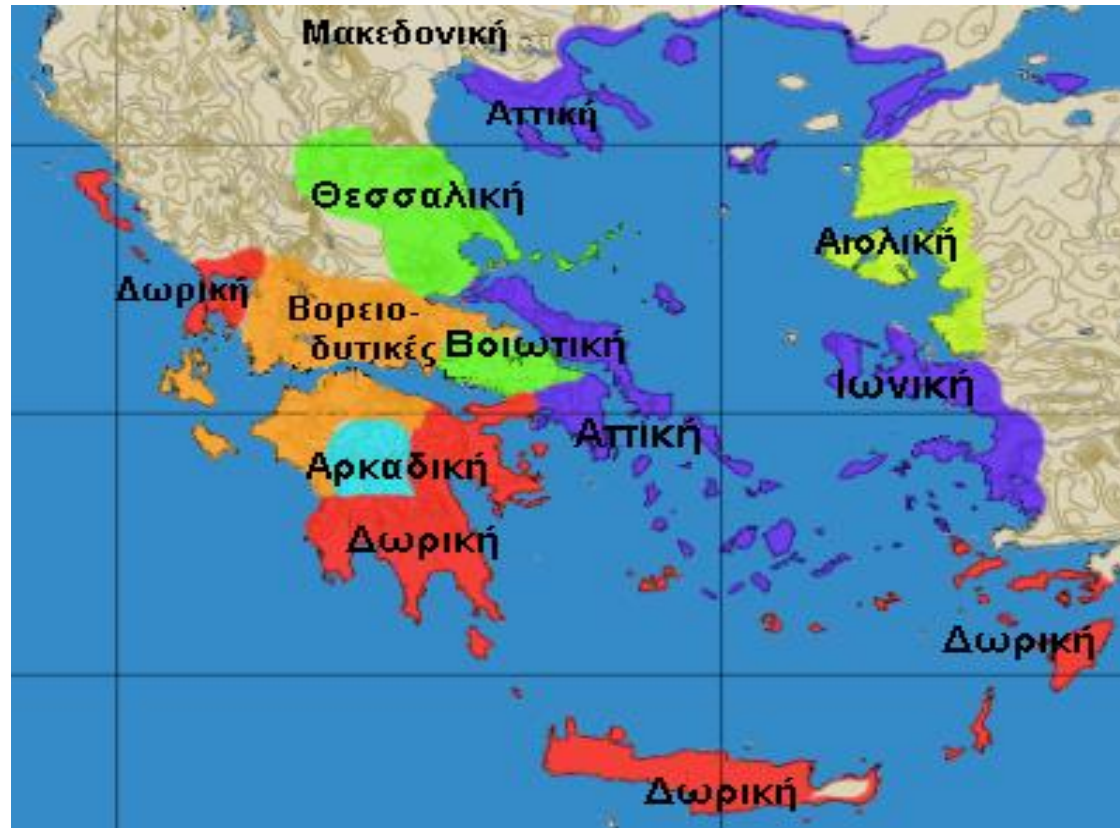 Μακεδονική
Αττική
Θεσσαλική
Αιολική
Δωρική
Βορειο-
δυτικές
Βοιωτική
Ιωνική
Αττική
Αρκαδική
Δωρική
Δωρική
Δωρική